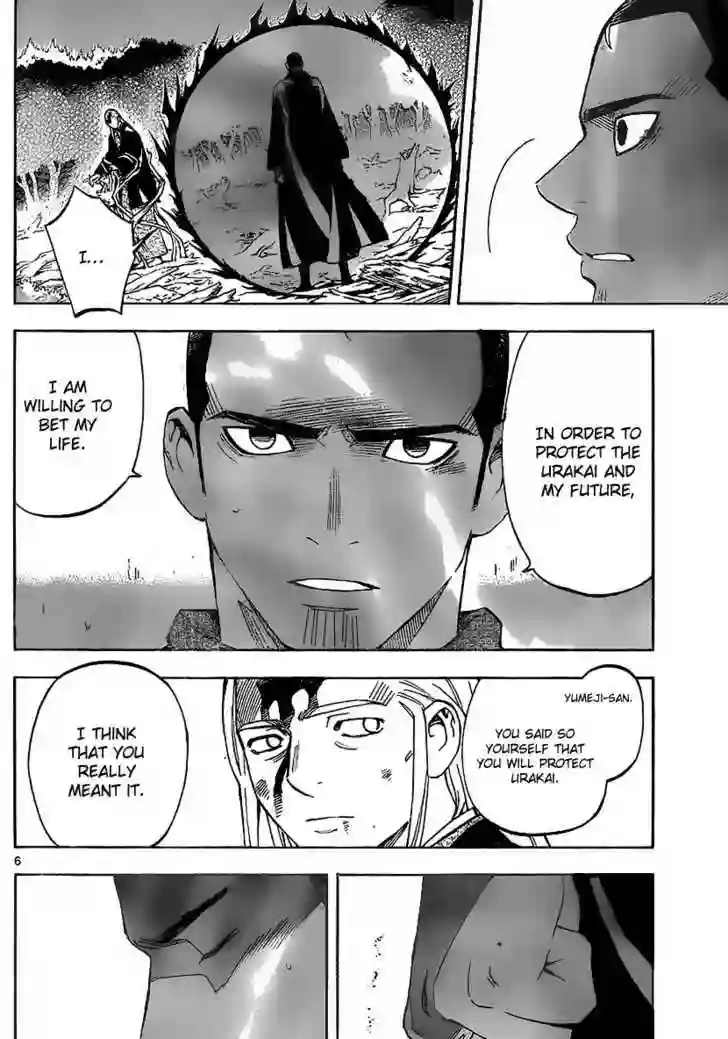 I...
IN ORDER TO
PROTECT
THE
URAKAI AND
MY FUTURE,
I AM
WILLING TO
BET MY
LIFE.
YUMEJI-SAN.
YOU SAID SO
YOURSELF THAT
YOU WILL PROTECT
URAKAI.
I THINK
THAT YOU
REALLY
MEANT IT.
6